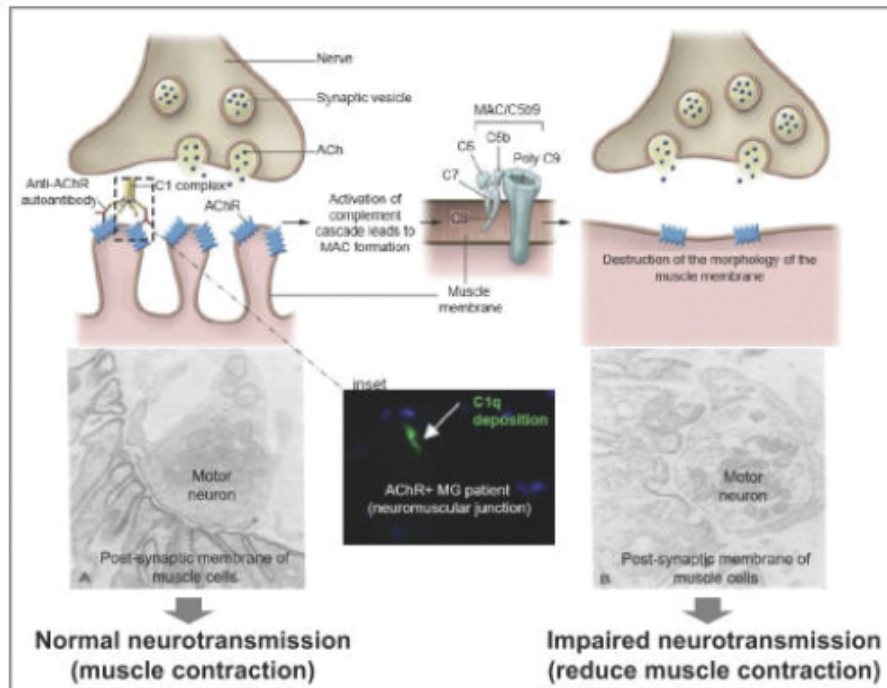 Nerve
Synaptic vesicle
ACh
Anti-AChR
autoantibody
C1 complex*
AChR
Activation of
complement
cascade leads to
MAC formation
MAC/C5b9
C6
C5b
Poly C9
C7
C8
Muscle
membrane
Destruction of the morphology of the
muscle membrane
inset
C1q
deposition
AChR+ MG patient
(neuromuscular junction)
Motor
neuron
Post-synaptic membrane of
muscle cells
A
Motor
neuron
Post-synaptic membrane of
muscle cells
B
Normal neurotransmission
(muscle contraction)
Impaired neurotransmission
(reduce muscle contraction)